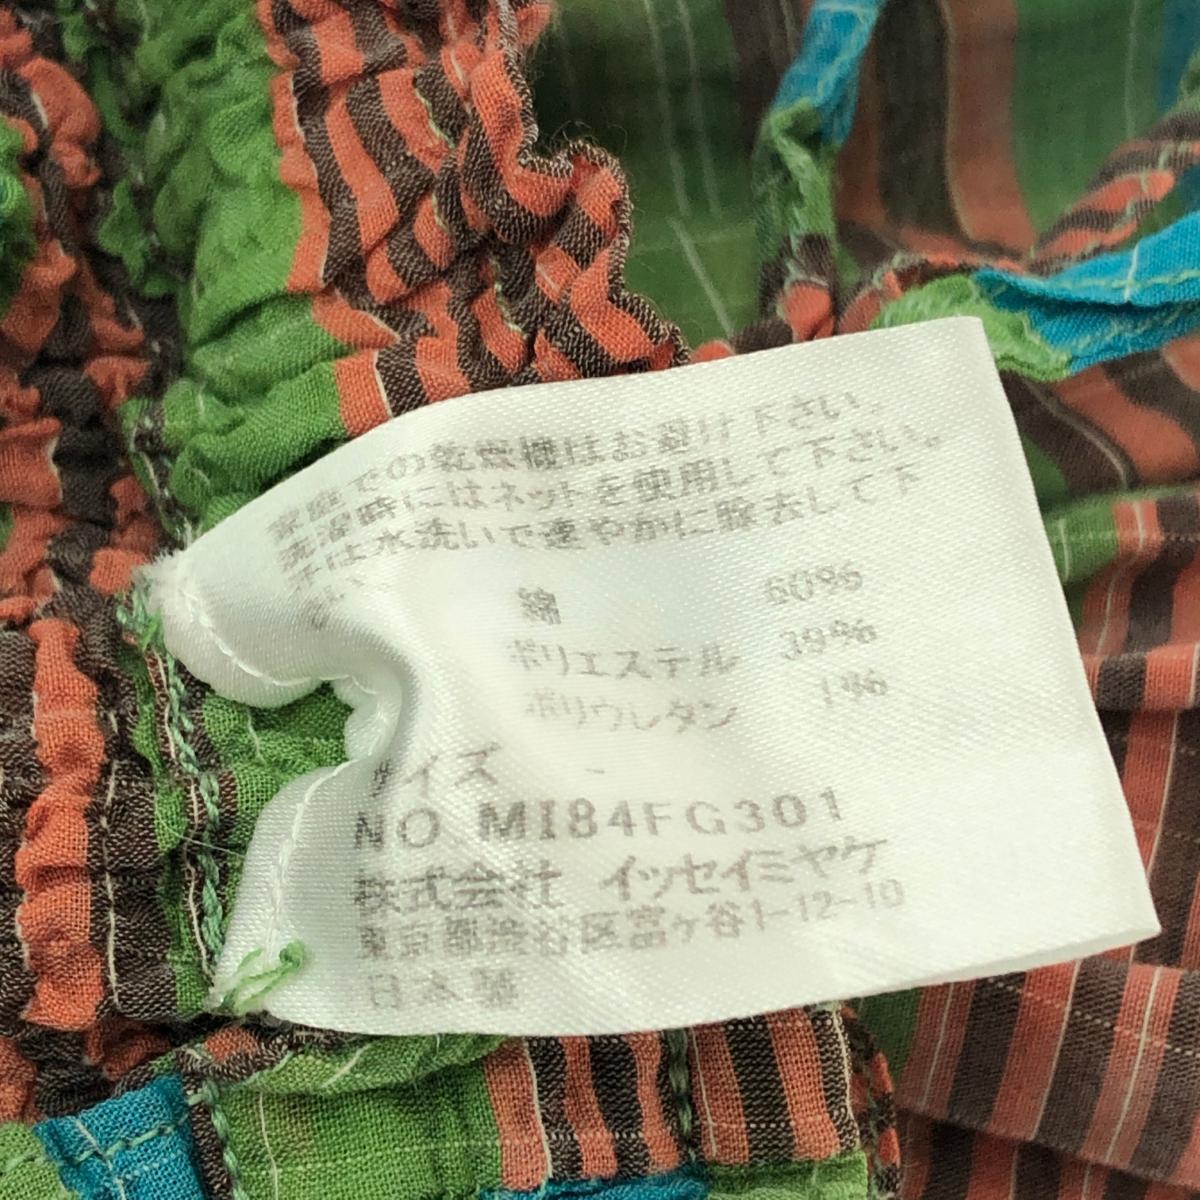 家庭での乾燥機はお避け下さい。
洗濯時にはネットを使用して下さい。
は水洗いで速やかに除去して下
綿 60%
ポリエステル 39%
ポリウレタン 1%
サイズ -
NO MI84FG301
株式会社 イッセイミヤケ
東京都渋谷区富ヶ谷1-12-10
日本製